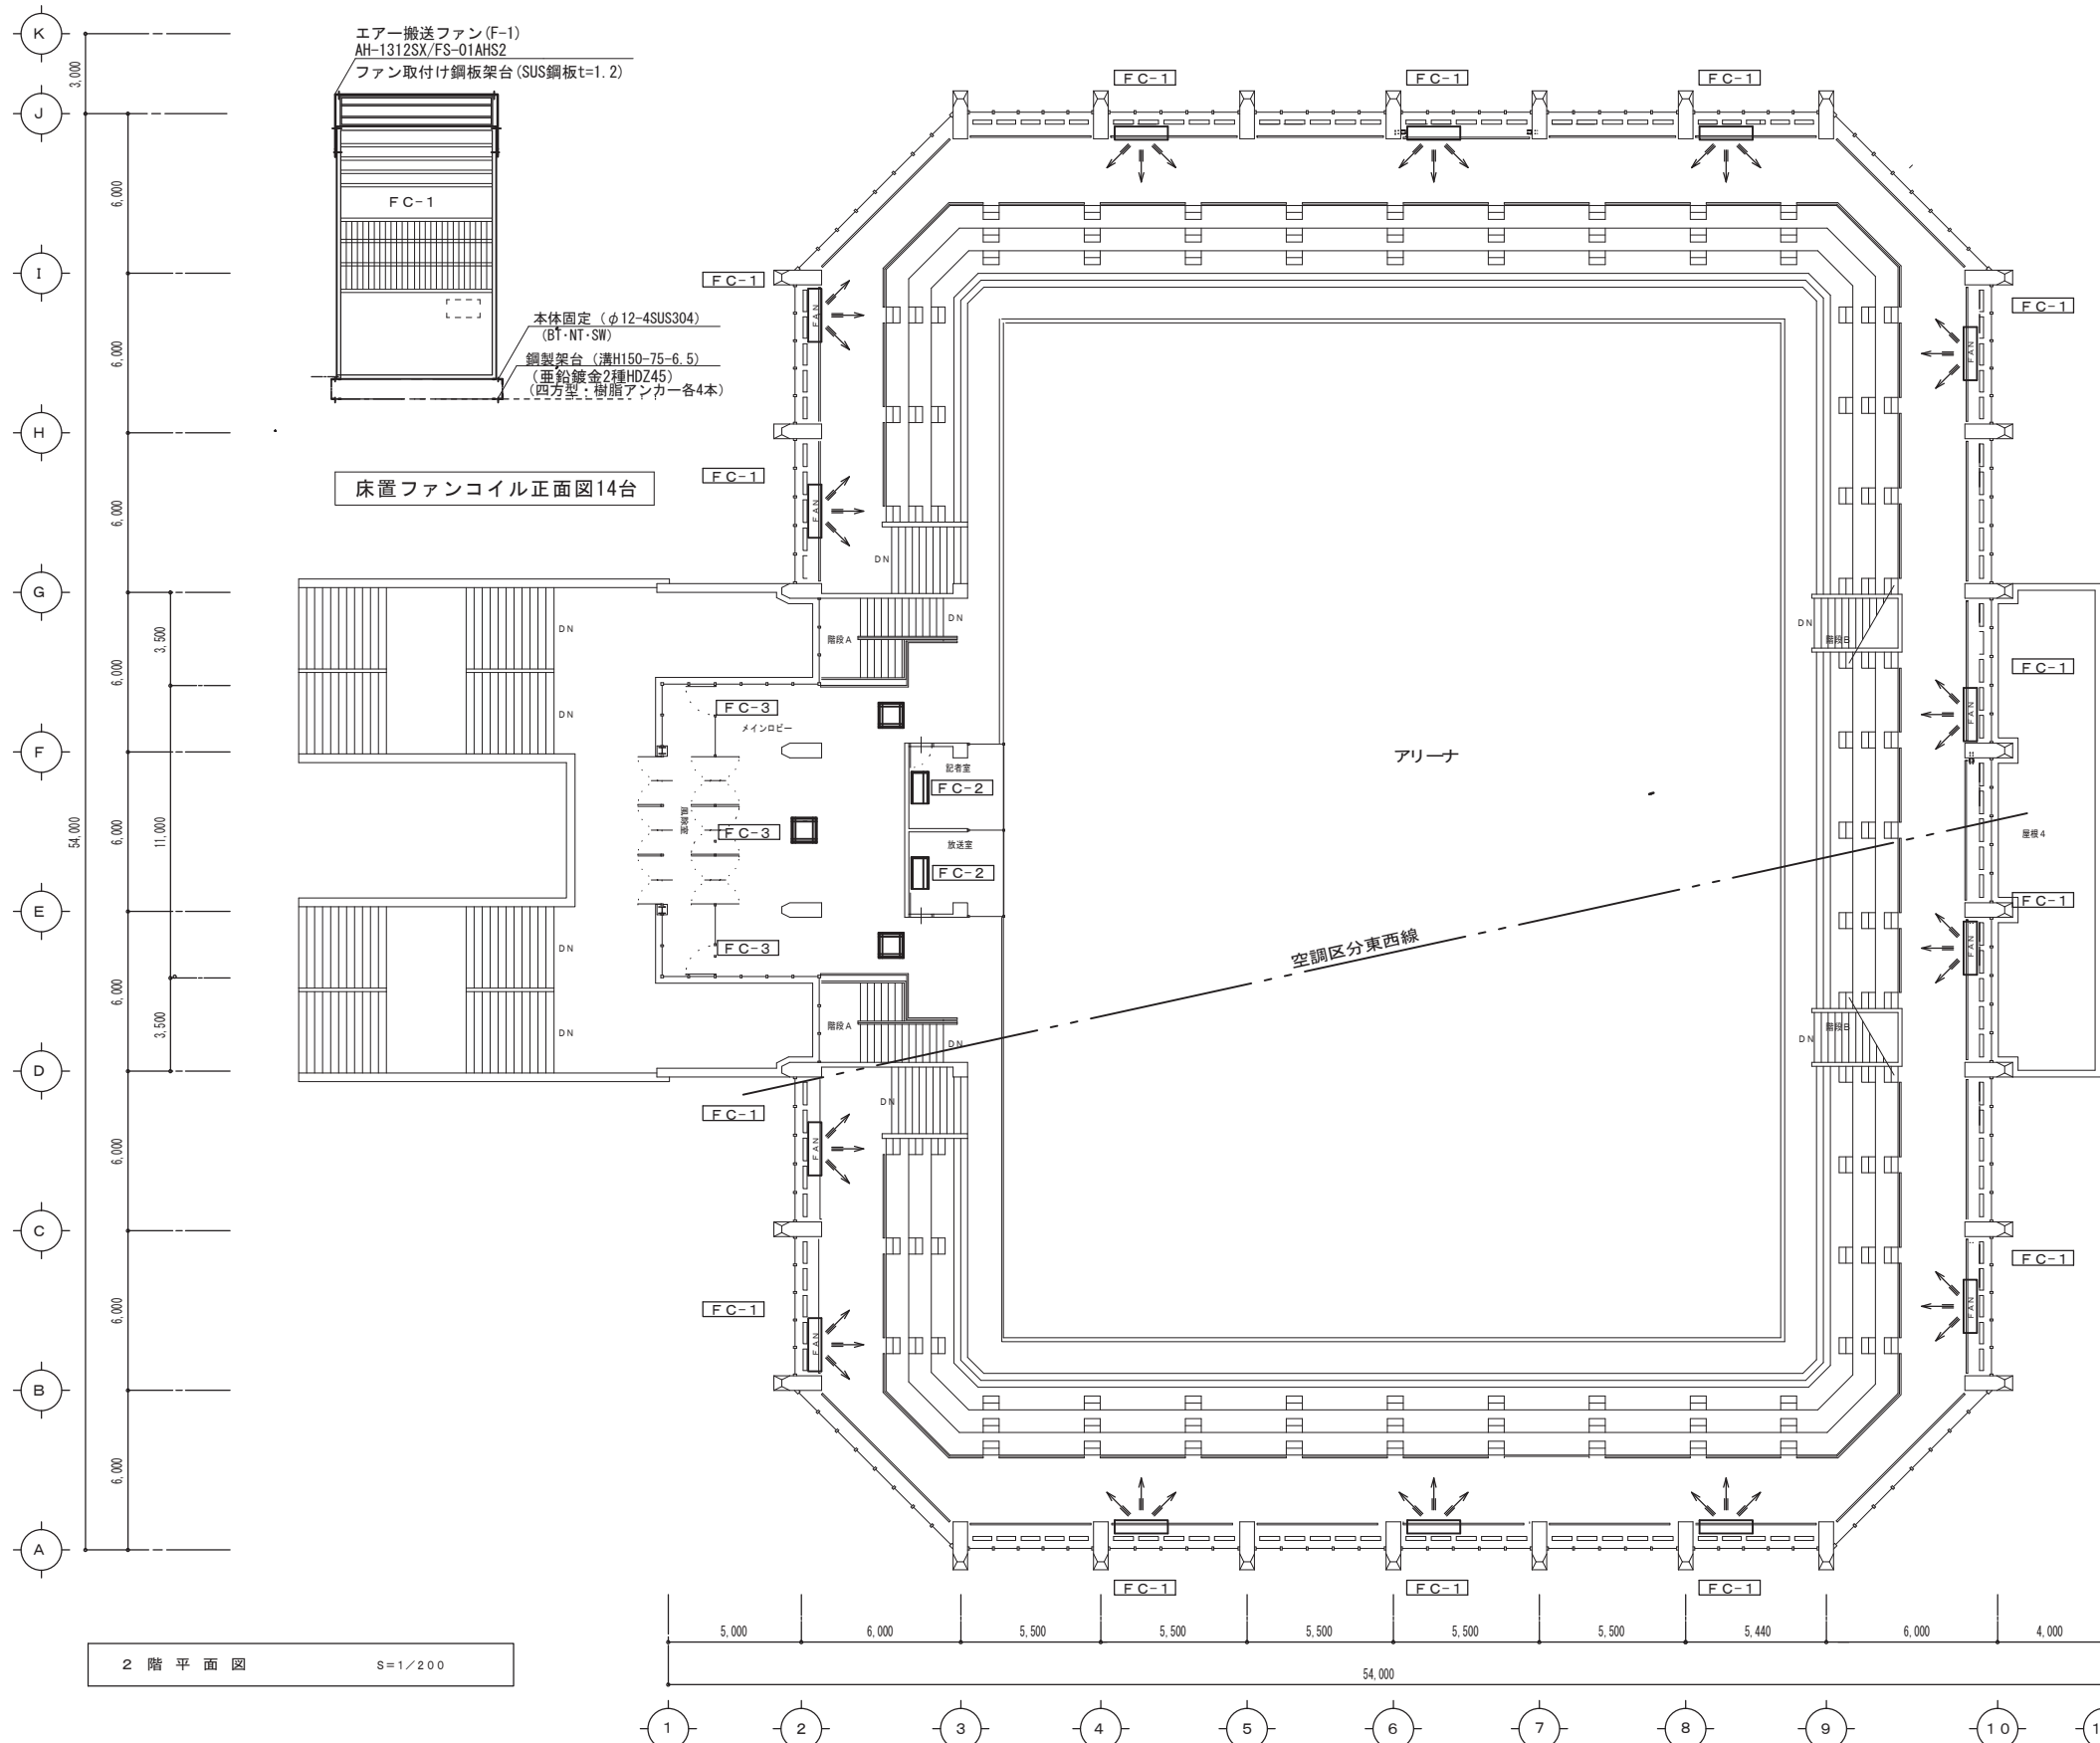 エアー搬送ファン(F-1)
AH-1312SX/FS-01AHS2
ファン取付け鋼板架台(SUS鋼板t=1.2)
FC-1
本体固定（φ12-4SUS304）
(BT・NT・SW)
鋼製架台（溝H150-75-6.5）
(亜鉛鍍金2種HDZ45)
(四方型・樹脂アンカー各4本)
床置ファンコイル正面図14台
K
J
I
H
G
F
E
D
C
B
A
3,000
6,000
6,000
6,000
6,000
6,000
6,000
6,000
6,000
6,000
54,000
3,500
11,000
3,500
FC-1
FC-1
FC-1
FC-1
FAN
FC-1
FAN
FC-1
FAN
FC-1
FAN
FC-1
FAN
FC-1
FAN
FC-1
FAN
FC-1
FAN
DN
DN
DN
DN
DN
DN
階段A
DN
階段B
DN
FC-3
メインロビー
風除室
FC-3
FC-3
記者室
FC-2
放送室
FC-2
アリーナ
屋根4
空調区分東西線
階段A
DN
DN
階段B
DN
FC-1
FC-1
FC-1
2階平面図
S=1/200
5,000
6,000
5,500
5,500
5,500
5,500
5,500
5,440
6,000
4,000
54,000
1
2
3
4
5
6
7
8
9
10